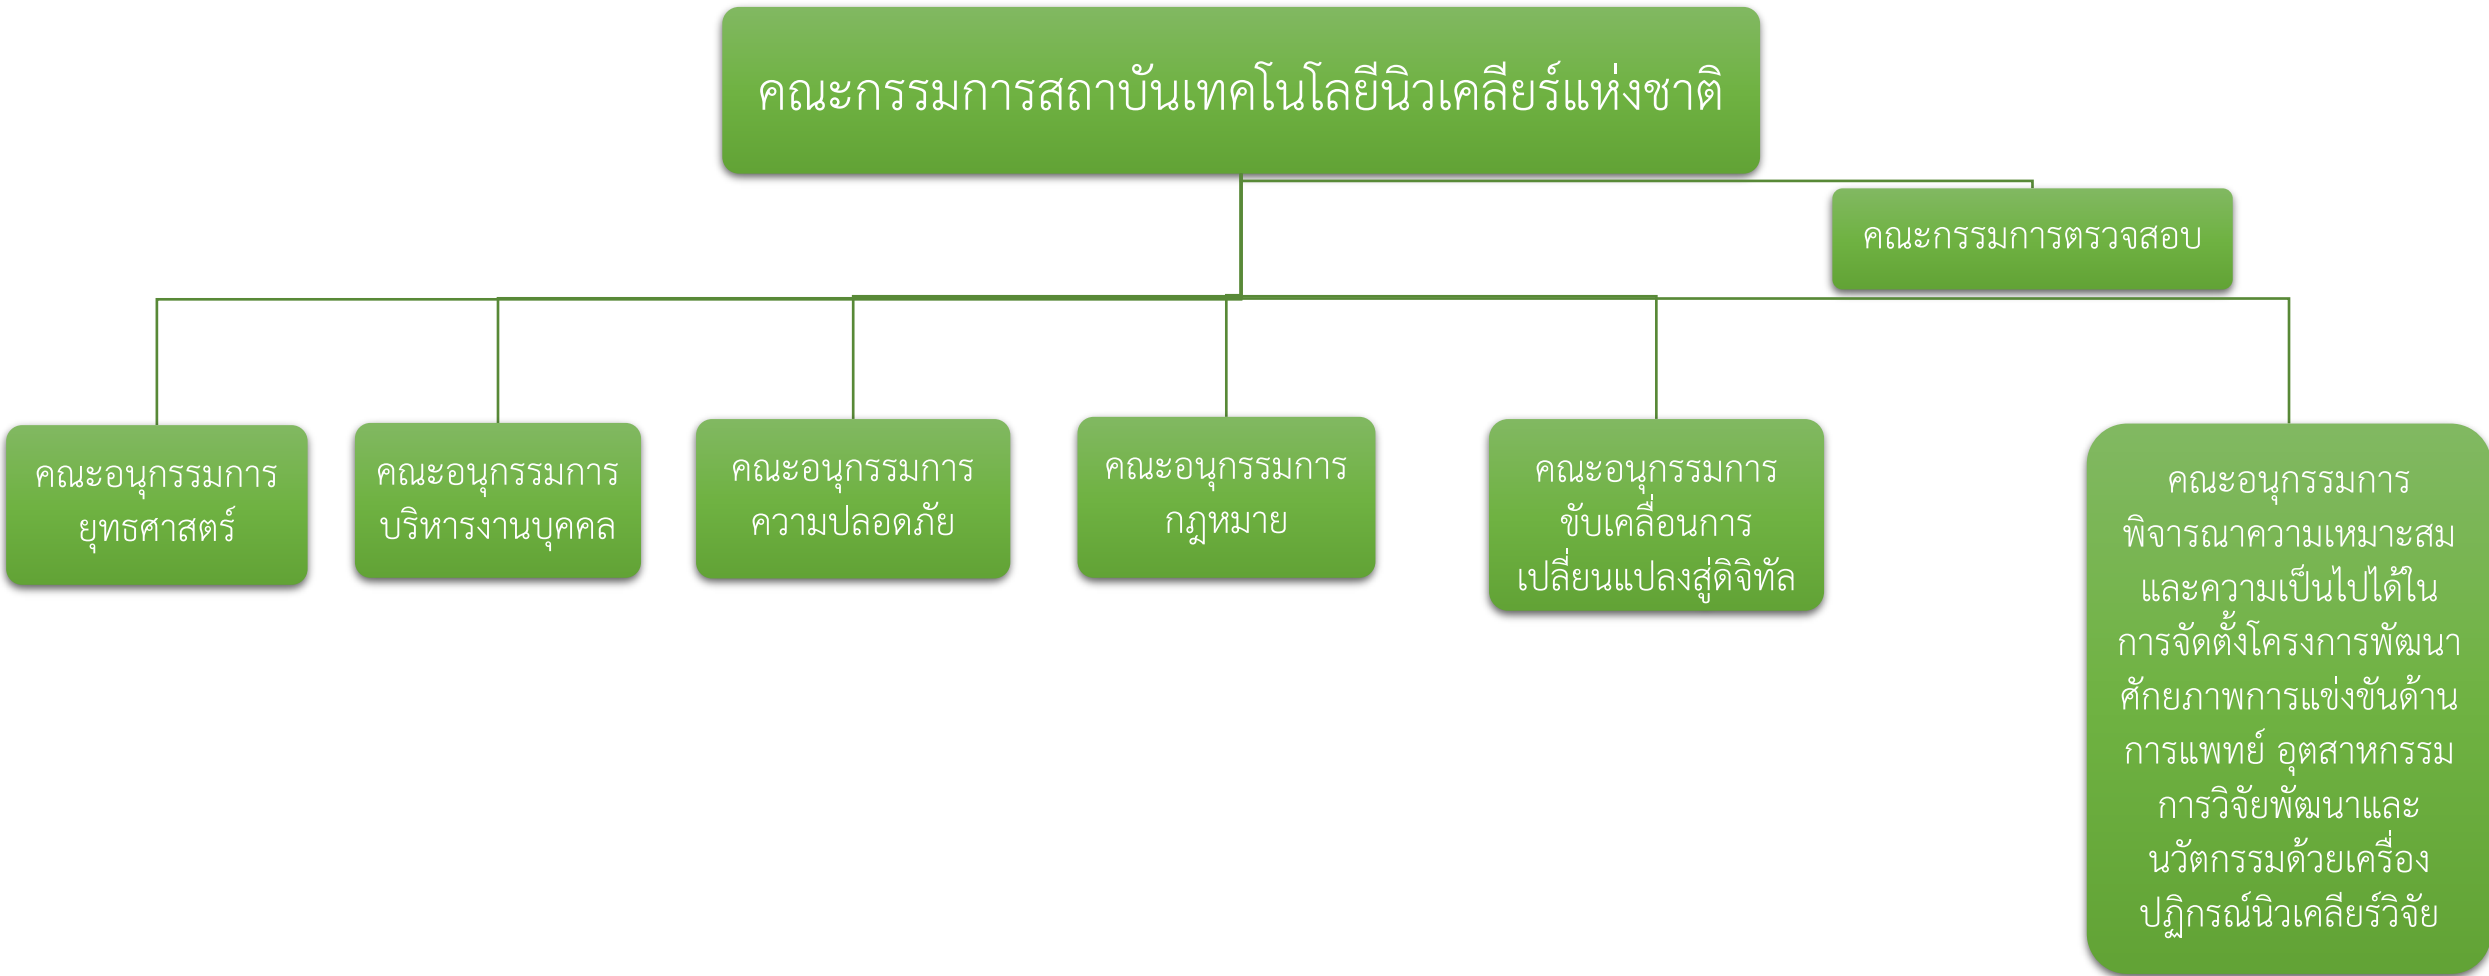 คณะกรรมการสถาบันเทคโนโลยีนิวเคลียร์แห่งชาติ
คณะกรรมการตรวจสอบ
คณะอนุกรรมการ
ยุทธศาสตร์
คณะอนุกรรมการ
บริหารงานบุคคล
คณะอนุกรรมการ
ความปลอดภัย
คณะอนุกรรมการ
กฎหมาย
คณะอนุกรรมการ
ขับเคลื่อนการ
เปลี่ยนแปลงสู่ดิจิทัล
คณะอนุกรรมการ
พิจารณาความเหมาะสม
และความเป็นไปได้ใน
การจัดตั้งโครงการพัฒนา
ศักยภาพการแข่งขันด้าน
การแพทย์ อุตสาหกรรม
การวิจัยพัฒนาและ
นวัตกรรมด้วยเครื่อง
ปฏิกรณ์นิวเคลียร์วิจัย